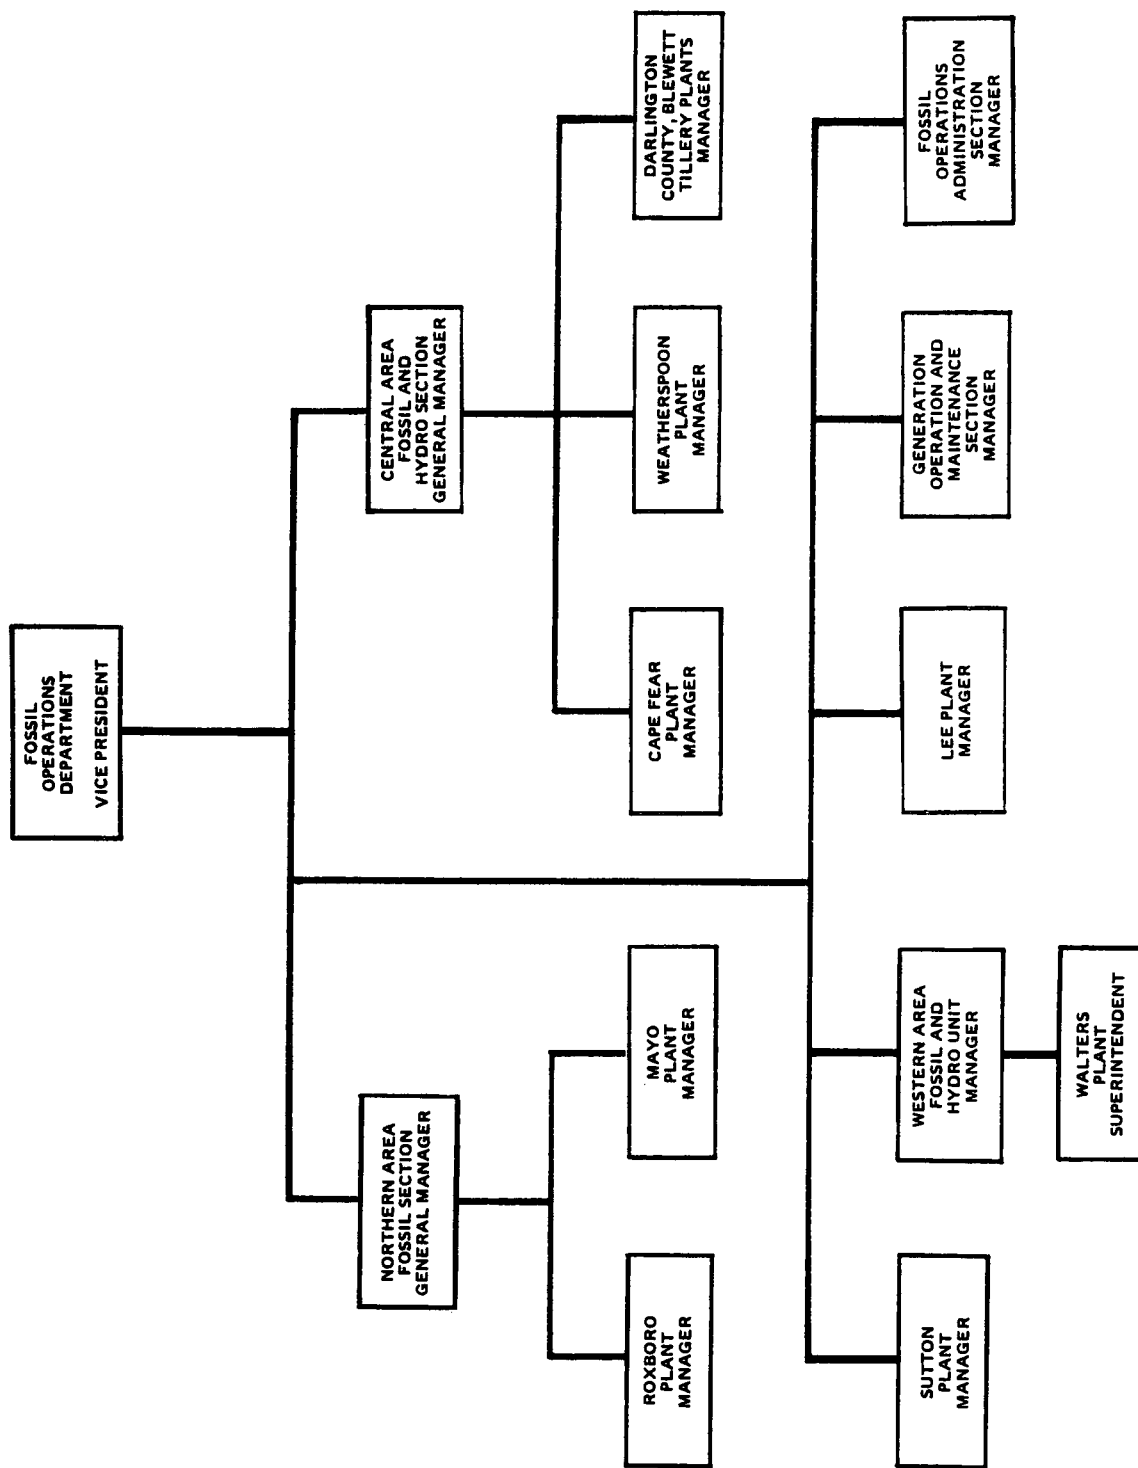 FOSSIL
OPERATIONS
DEPARTMENT
VICE PRESIDENT
NORTHERN AREA
FOSSIL SECTION
GENERAL MANAGER
CENTRAL AREA
FOSSIL AND
HYDRO SECTION
GENERAL MANAGER
ROXBORO
PLANT
MANAGER
MAYO
PLANT
MANAGER
CAPE FEAR
PLANT
MANAGER
WEATHERSPOON
PLANT
MANAGER
DARLINGTON
COUNTY, BLEWETT
TILLERY PLANTS
MANAGER
SUTTON
PLANT
MANAGER
WESTERN AREA
FOSSIL AND
HYDRO UNIT
MANAGER
LEE PLANT
MANAGER
GENERATION
OPERATION AND
MAINTENANCE
SECTION
MANAGER
FOSSIL
OPERATIONS
ADMINISTRATION
SECTION
MANAGER
WALTERS
PLANT
SUPERINTENDENT